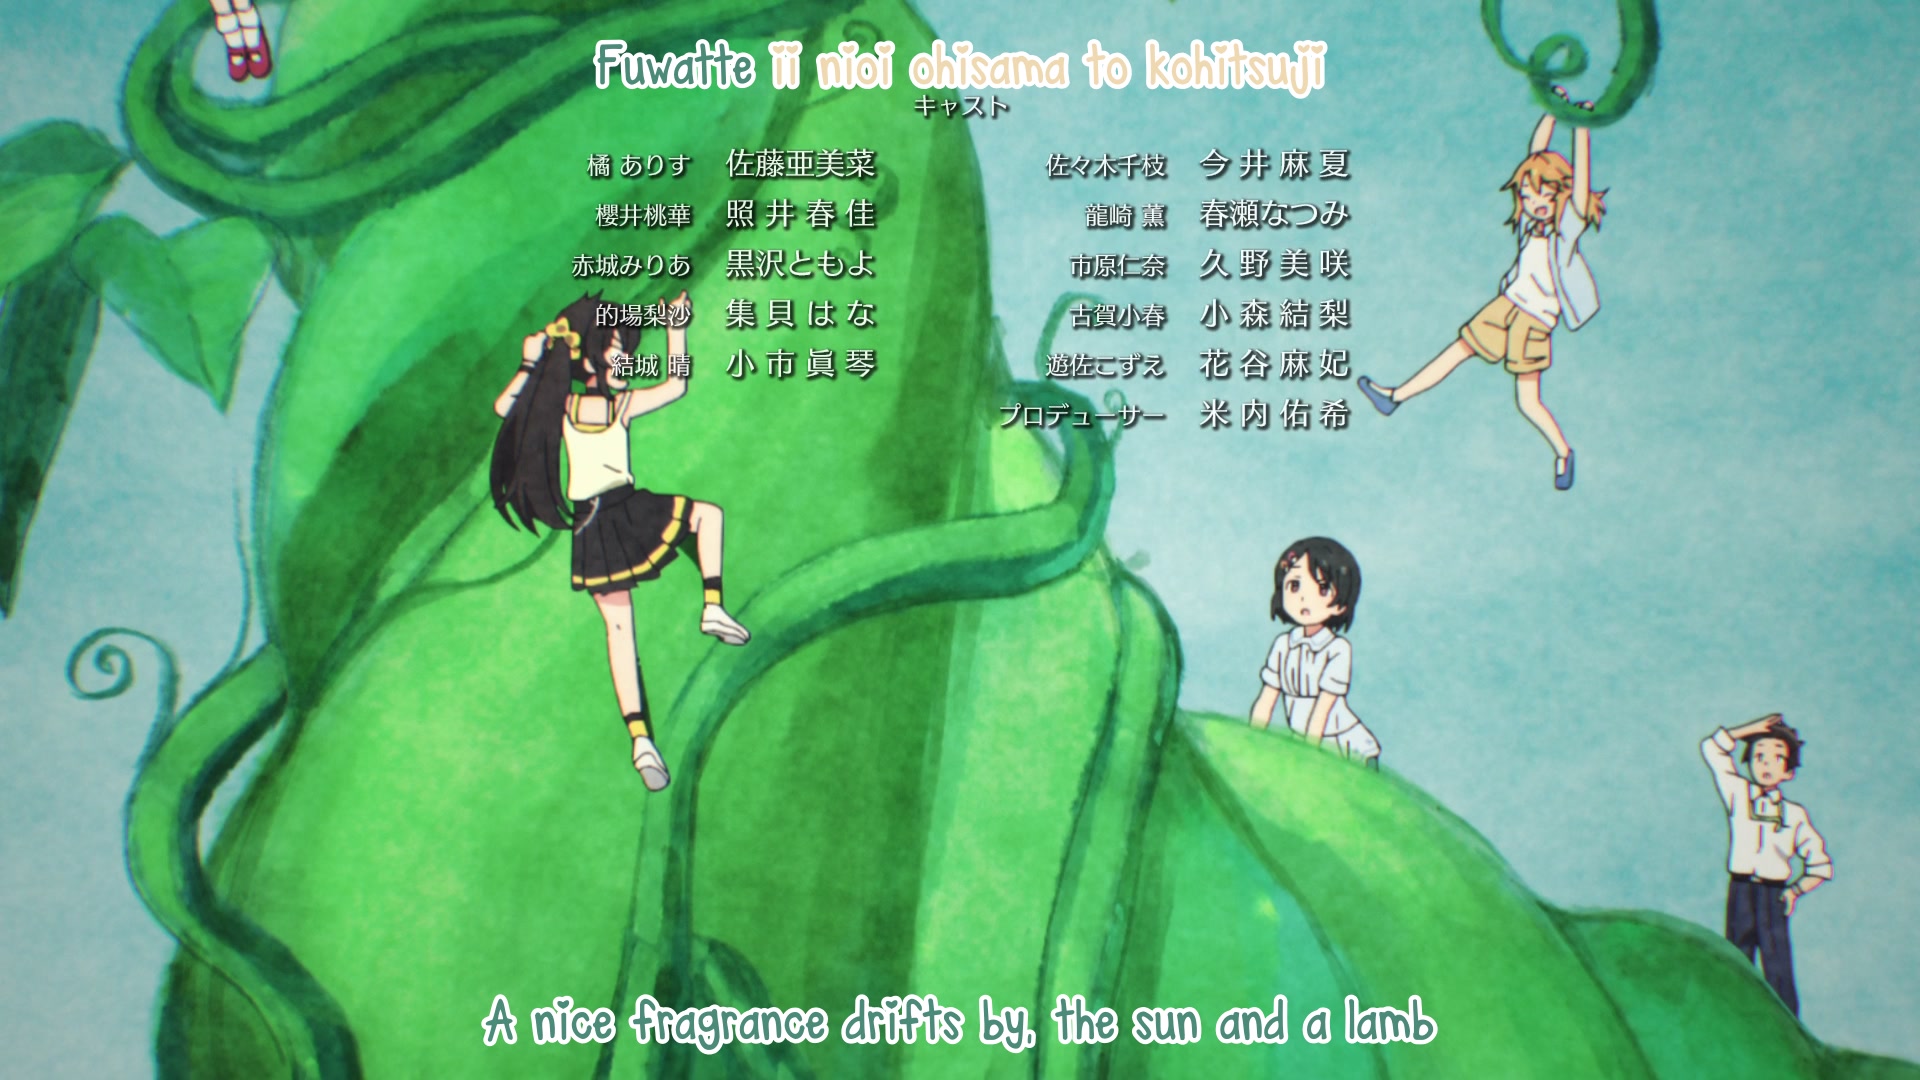 Fuwatte ii nioi ohisama to kohitsuji
キャスト
橘 ありす 佐藤亜美菜
櫻井桃華 照井春佳
赤城みりあ 黒沢ともよ
的場梨沙 集貝はな
結城 晴 小市眞琴
佐々木千枝 今井麻夏
龍崎 薫 春瀬なつみ
市原仁奈 久野美咲
古賀小春 小森結梨
遊佐こずえ 花谷麻妃
プロデューサー 米内佑希
A nice fragrance drifts by, the sun and a lamb